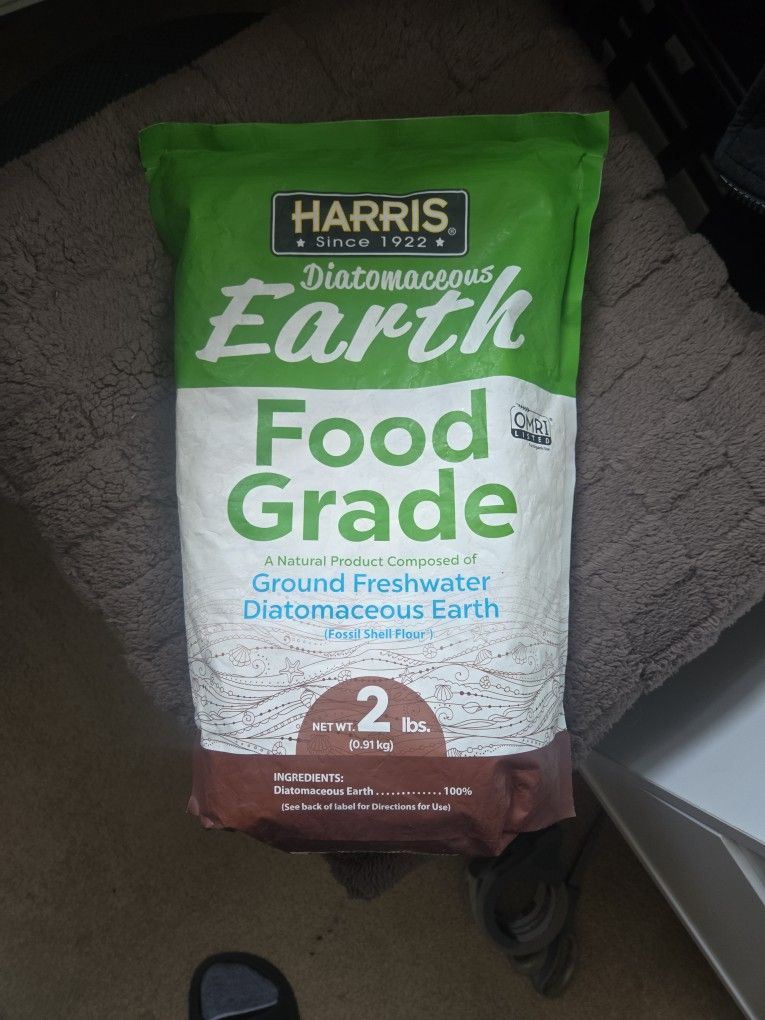 HARRIS®
★ Since 1922 ★
Diatomaceous
Earth
Food
Grade
OMRI
LISTED
A Natural Product Composed of
Ground Freshwater
Diatomaceous Earth
(Fossil Shell Flour)
NET WT. 2 lbs.
(0.91 kg)
INGREDIENTS:
Diatomaceous Earth.............100%
(See back of label for Directions for Use)